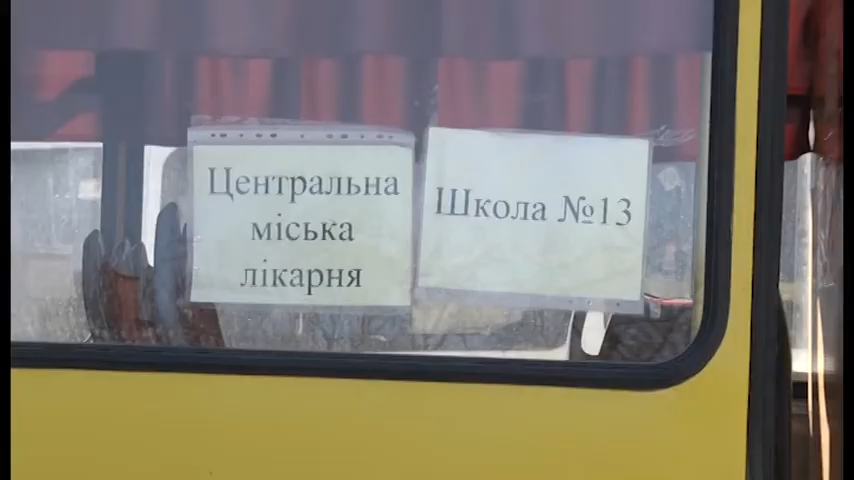 Центральна
міська
лікарня
Школа №13